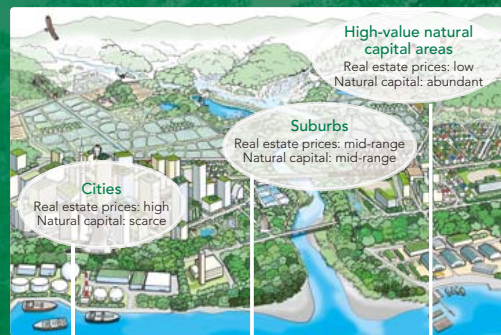 High-value natural
capital areas
Real estate prices: low
Natural capital: abundant
Suburbs
Real estate prices: mid-range
Natural capital: mid-range
Cities
Real estate prices: high
Natural capital: scarce